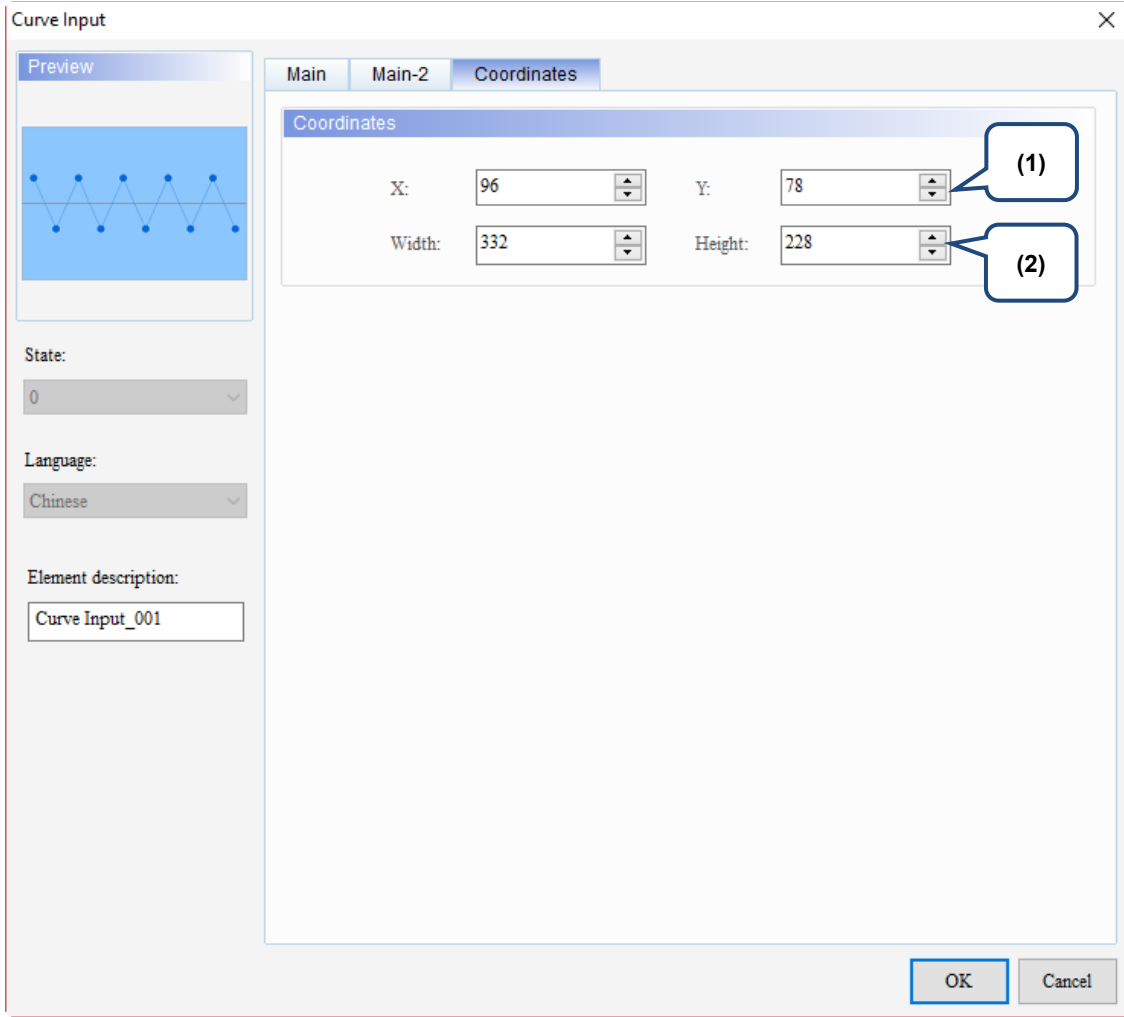 Curve Input
Preview
Main Main-2 Coordinates
Coordinates
X: 96 Y: 78 (1)
Width: 332 Height: 228 (2)
State:
0
Language:
Chinese
Element description:
Curve Input_001
OK Cancel